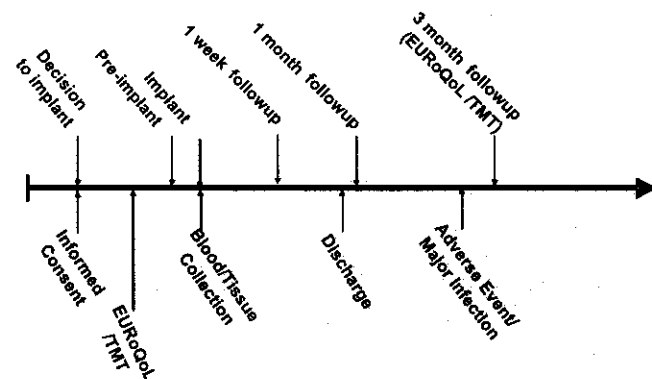 Decision
to implant
Pre-implant
Implant
1 week followup
1 month followup
3 month followup
(EURoQoL /TMT)
Informed
Consent
EURoQoL
/TMT
Blood/Tissue
Collection
Discharge
Adverse Event/
Major Infection